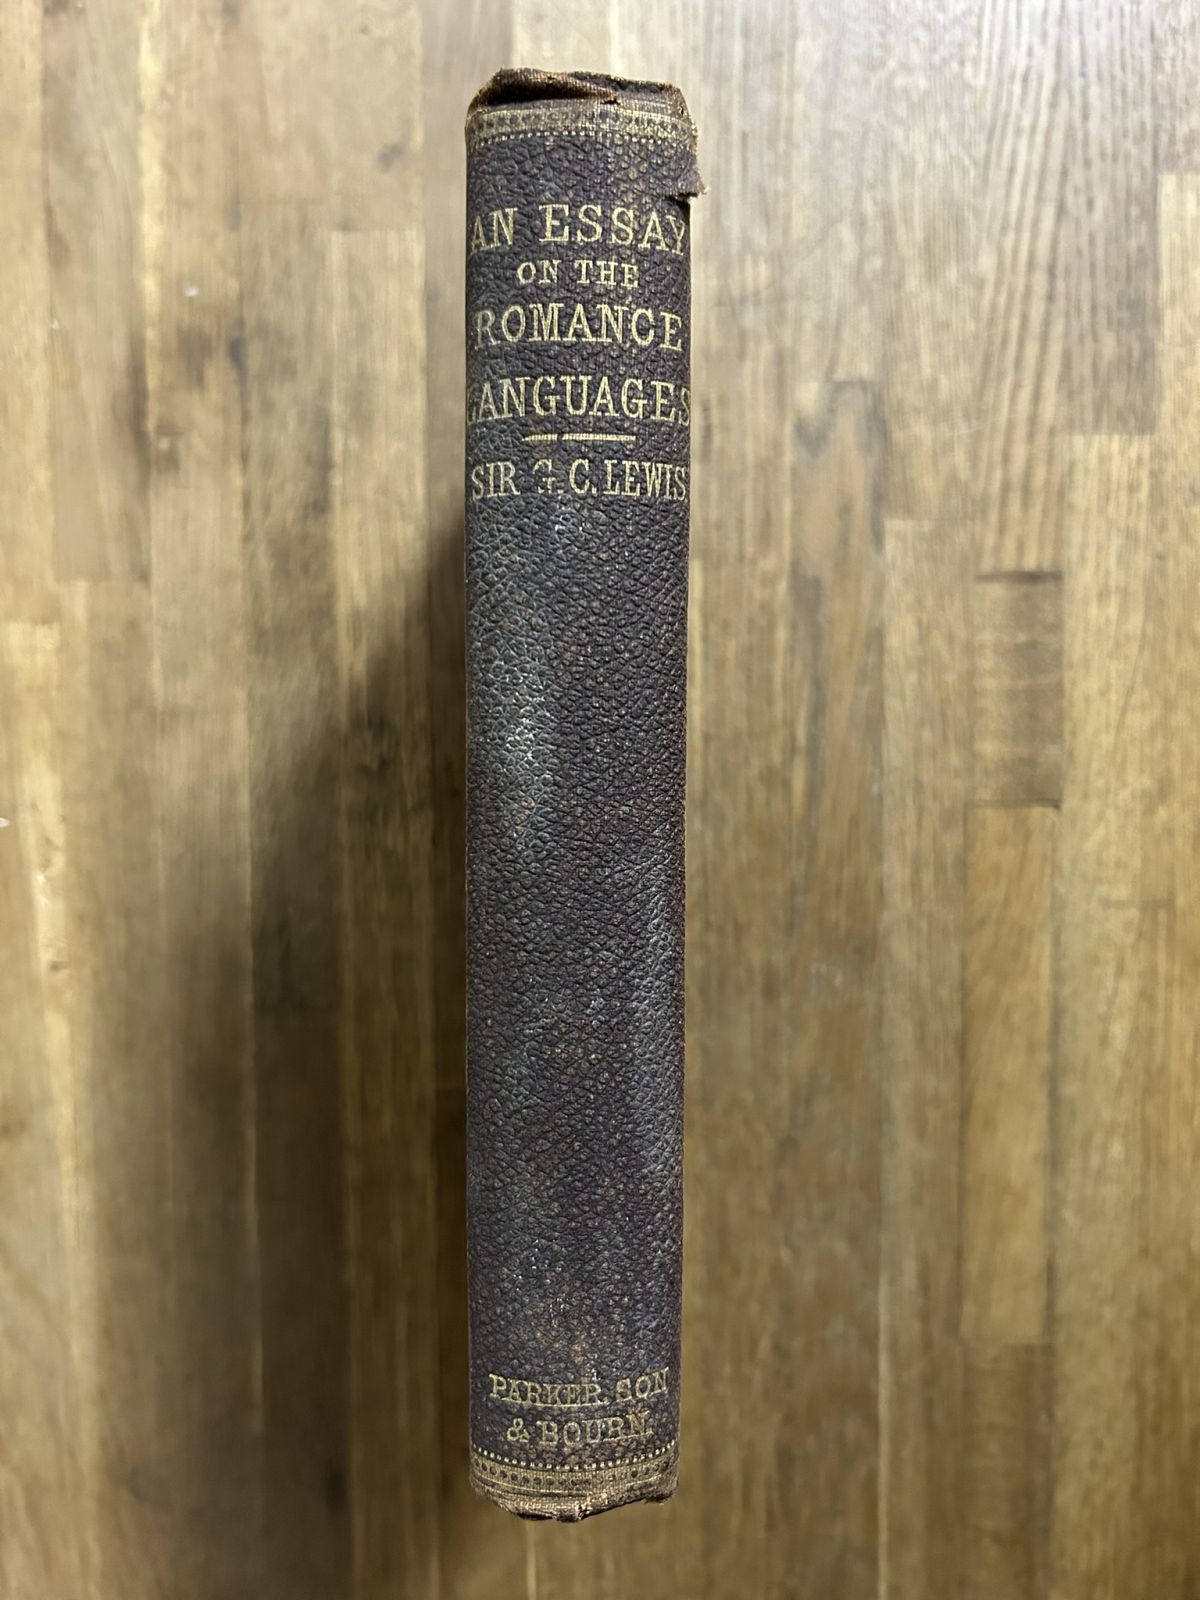 AN ESSAY
ON THE
ROMANCE
LANGUAGES
SIR G. C. LEWIS
PARKER, SON
& BOURN.